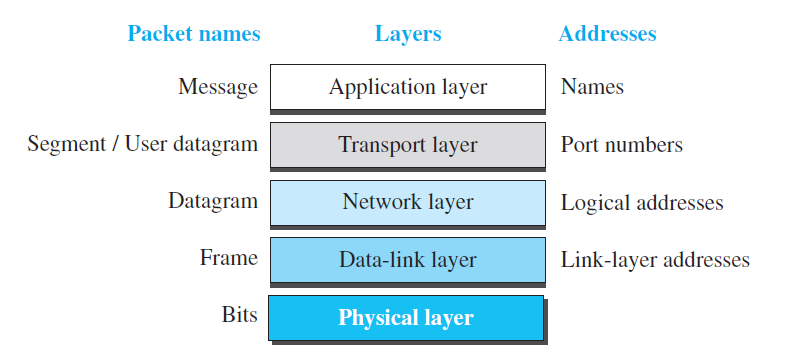 Packet names Layers Addresses
Message Application layer Names
Segment / User datagram Transport layer Port numbers
Datagram Network layer Logical addresses
Frame Data-link layer Link-layer addresses
Bits Physical layer